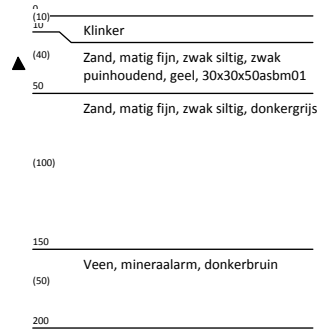 0
(10)
10
Klinker
(40)
Zand, matig fijn, zwak siltig, zwak
puinhoudend, geel, 30x30x50asbm01
50
Zand, matig fijn, zwak siltig, donkergrijs
(100)
150
Veen, mineraalarm, donkerbruin
(50)
200